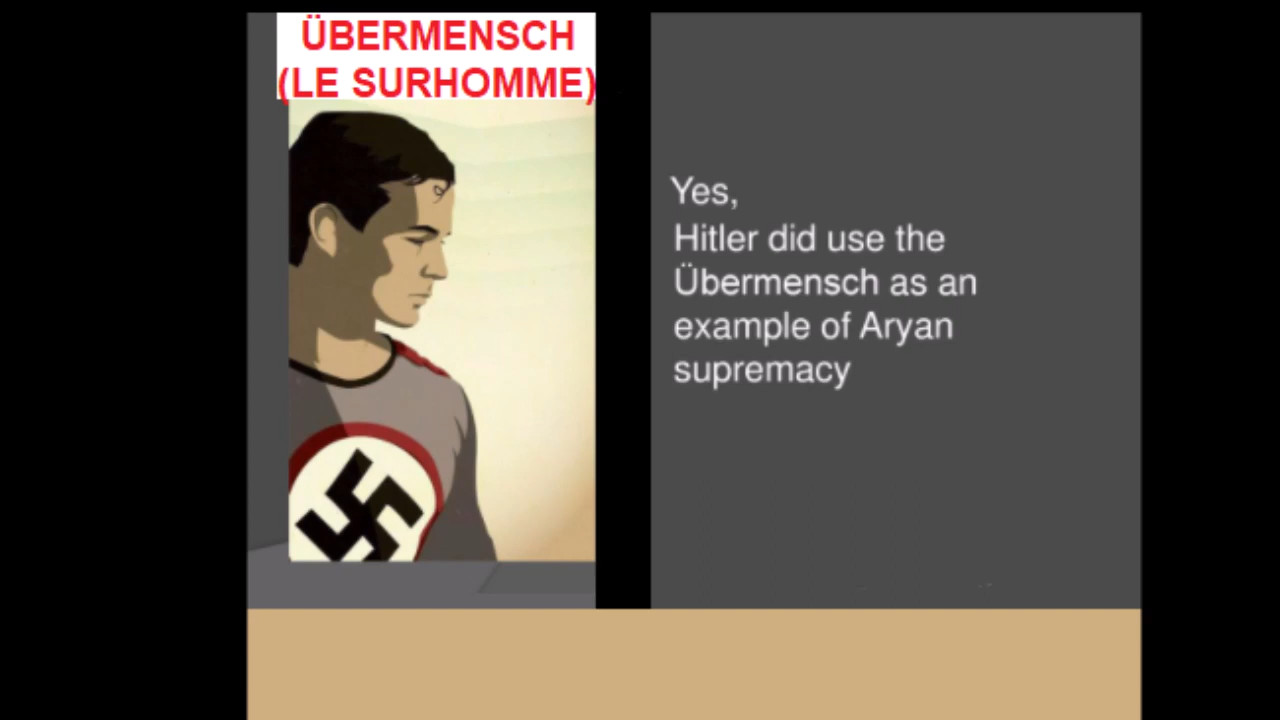 ÜBERMENSCH
(LE SURHOMME)
Yes,
Hitler did use the
Übermensch as an
example of Aryan
supremacy